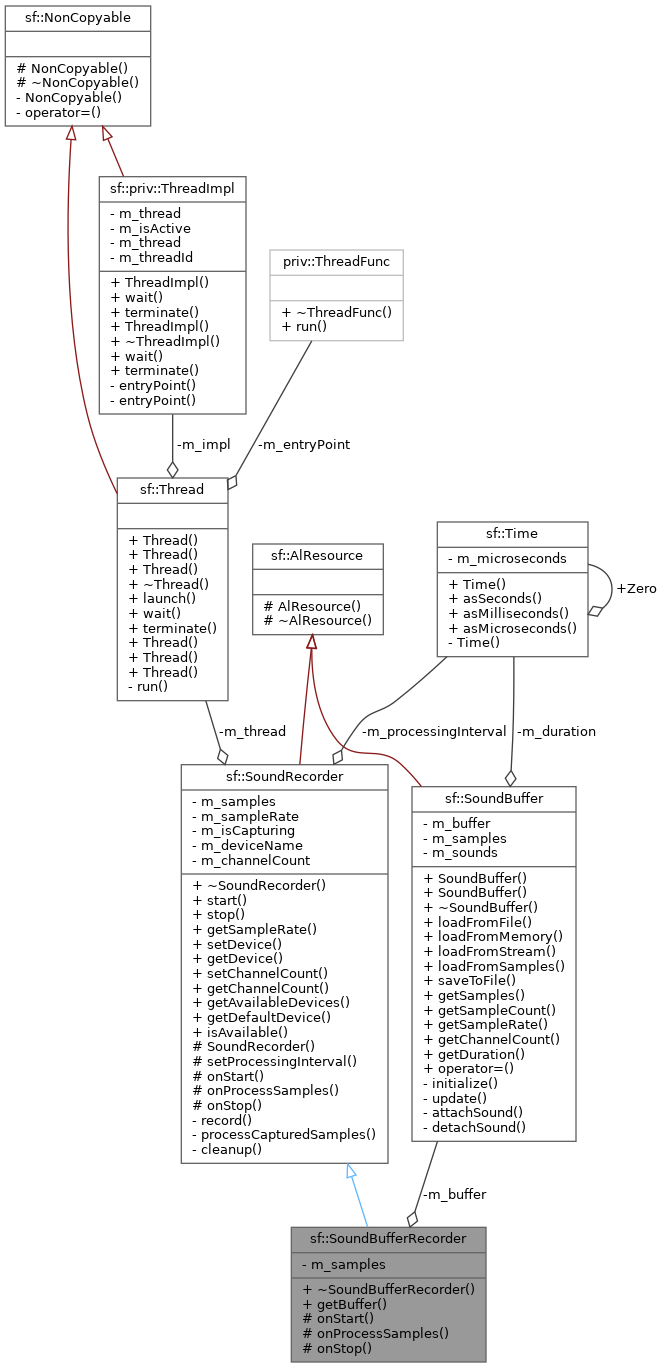 sf::NonCopyable
# NonCopyable()
# ~NonCopyable()
- NonCopyable()
- operator=()
sf::priv::ThreadImpl
- m_thread
- m_isActive
- m_thread
- m_threadId
+ ThreadImpl()
+ wait()
+ terminate()
+ ThreadImpl()
+ ~ThreadImpl()
+ wait()
+ terminate()
- entryPoint()
- entryPoint()
priv::ThreadFunc
+ ~ThreadFunc()
+ run()
-m_impl
-m_entryPoint
sf::Thread
+ Thread()
+ Thread()
+ Thread()
+ ~Thread()
+ launch()
+ wait()
+ terminate()
+ Thread()
+ Thread()
+ Thread()
- run()
sf::AlResource
# AlResource()
# ~AlResource()
sf::Time
- m_microseconds
+ Time()
+ asSeconds()
+ asMilliseconds()
+ asMicroseconds()
- Time()
+Zero
-m_thread
-m_processingInterval
-m_duration
sf::SoundRecorder
- m_samples
- m_sampleRate
- m_isCapturing
- m_deviceName
- m_channelCount
+ ~SoundRecorder()
+ start()
+ stop()
+ getSampleRate()
+ setDevice()
+ getDevice()
+ setChannelCount()
+ getChannelCount()
+ getAvailableDevices()
+ getDefaultDevice()
+ isAvailable()
# SoundRecorder()
# setProcessingInterval()
# onStart()
# onProcessSamples()
# onStop()
- record()
- processCapturedSamples()
- cleanup()
sf::SoundBuffer
- m_buffer
- m_samples
- m_sounds
+ SoundBuffer()
+ SoundBuffer()
+ ~SoundBuffer()
+ loadFromFile()
+ loadFromMemory()
+ loadFromStream()
+ loadFromSamples()
+ saveToFile()
+ getSamples()
+ getSampleCount()
+ getSampleRate()
+ getChannelCount()
+ getDuration()
+ operator=()
- initialize()
- update()
- attachSound()
- detachSound()
-m_buffer
sf::SoundBufferRecorder
- m_samples
+ ~SoundBufferRecorder()
+ getBuffer()
# onStart()
# onProcessSamples()
# onStop()